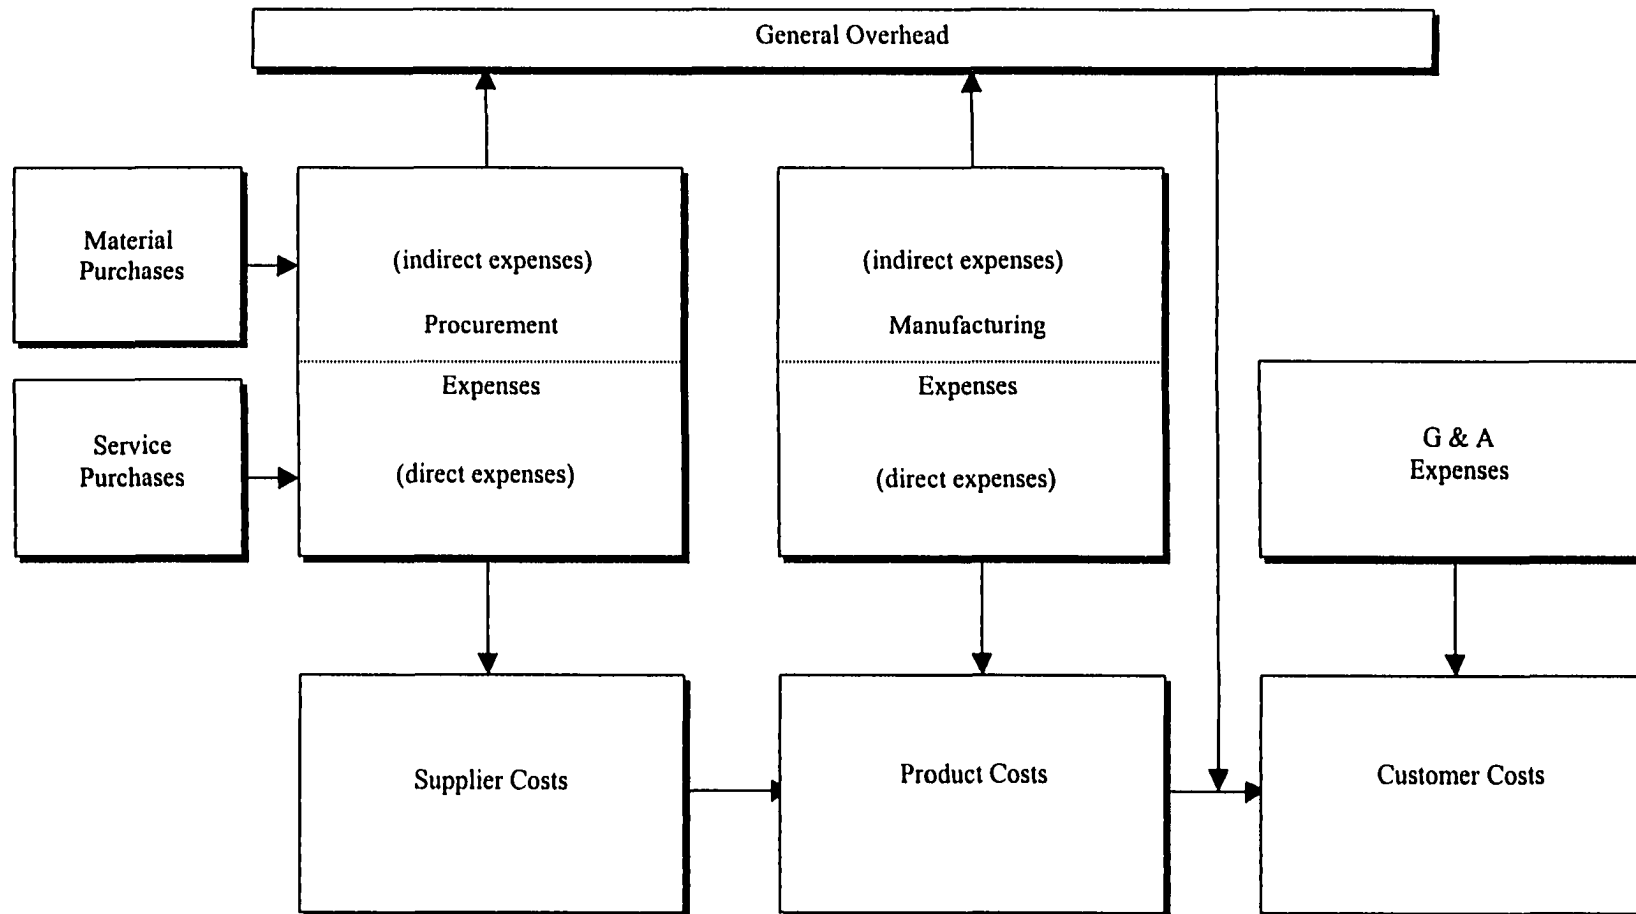 General Overhead
Material
Purchases
(indirect expenses)
Procurement
Expenses
(direct expenses)
Service
Purchases
(indirect expenses)
Manufacturing
Expenses
(direct expenses)
G & A
Expenses
Supplier Costs
Product Costs
Customer Costs